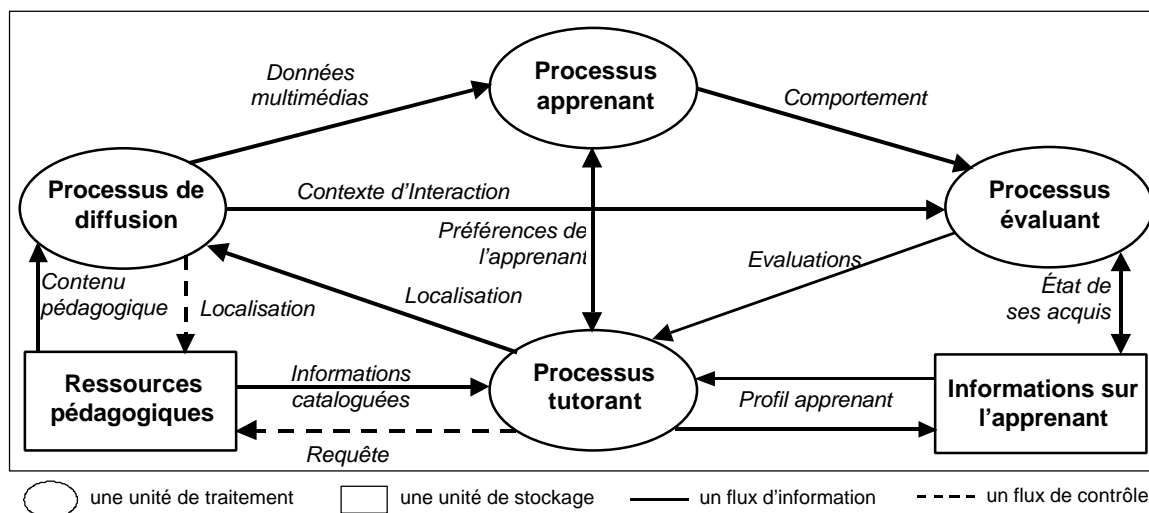 Processus
apprenant
Données
multimédias
Comportement
Processus de
diffusion
Contexte d’Interaction
Processus
évaluant
Préférences de
l’apprenant
Evaluations
Contenu
pédagogique
Localisation
Localisation
État de
ses acquis
Ressources
pédagogiques
Informations
cataloguées
Processus
tutorant
Profil apprenant
Informations sur
l’apprenant
Requête
une unité de traitement
une unité de stockage
un flux d’information
un flux de contrôle